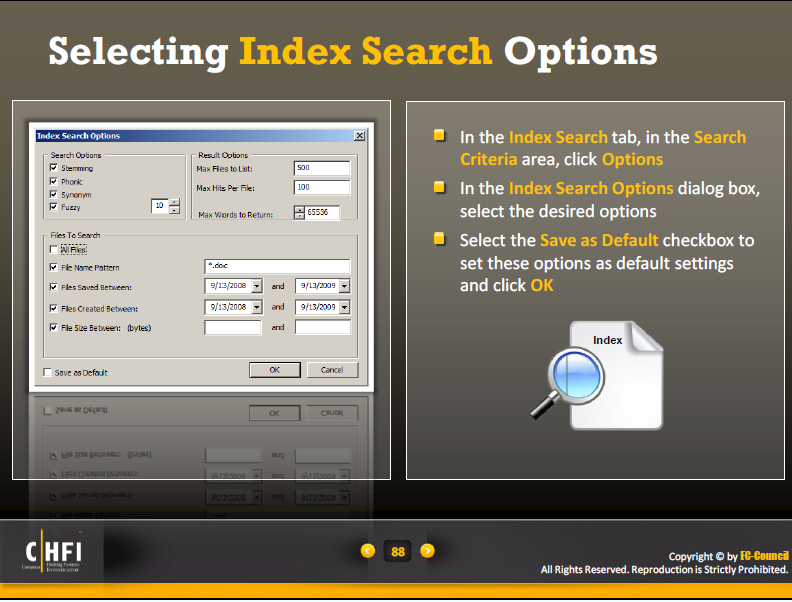 Selecting Index Search Options
Index Search Options
Search Options
Stemming
Phonic
Synonym
Fuzzy
10
Result Options
Max Files to List:
500
Max Hits Per File:
100
Max Words to Return:
65536
Files To Search
All Files
File Name Pattern
*.doc
Files Saved Between:
9/13/2008
and
9/13/2009
Files Created Between:
9/13/2008
and
9/13/2009
File Size Between: (bytes)
and
Save as Default
OK
Cancel
In the Index Search tab, in the Search
Criteria area, click Options
In the Index Search Options dialog box,
select the desired options
Select the Save as Default checkbox to
set these options as default settings
and click OK
Index
CHFI
Computer Hacking Forensic
INVESTIGATOR
88
Copyright © by EC-Council
All Rights Reserved. Reproduction is Strictly Prohibited.